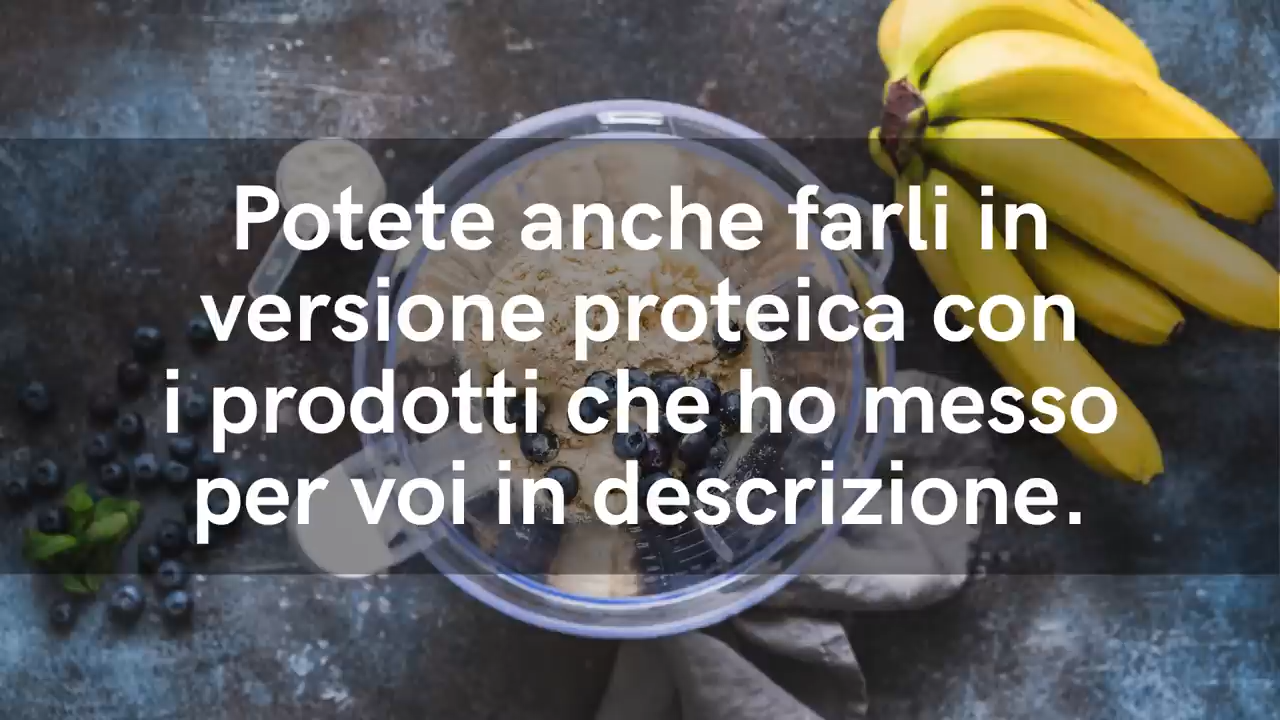 Potete anche farli in
versione proteica con
i prodotti che ho messo
per voi in descrizione.